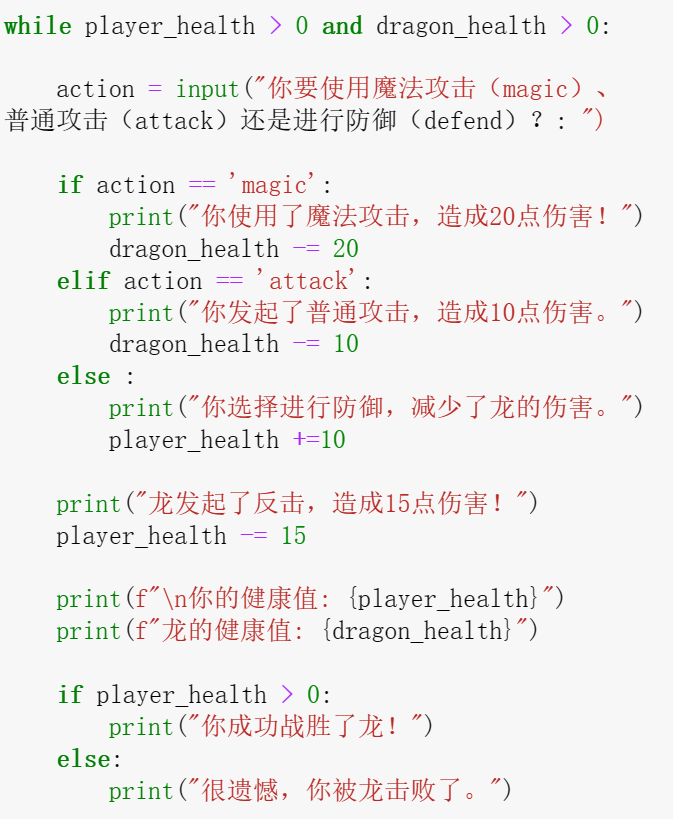 while player_health > 0 and dragon_health > 0:
action = input("你要使用魔法攻击（magic）、
普通攻击（attack）还是进行防御（defend）？: ")
if action == 'magic':
print("你使用了魔法攻击，造成20点伤害！")
dragon_health -= 20
elif action == 'attack':
print("你发起了普通攻击，造成10点伤害。")
dragon_health -= 10
else :
print("你选择进行防御，减少了龙的伤害。")
player_health +=10
print("龙发起了反击，造成15点伤害！")
player_health -= 15
print(f"\n你的健康值: {player_health}")
print(f"龙的健康值: {dragon_health}")
if player_health > 0:
print("你成功战胜了龙！")
else:
print("很遗憾，你被龙击败了。")